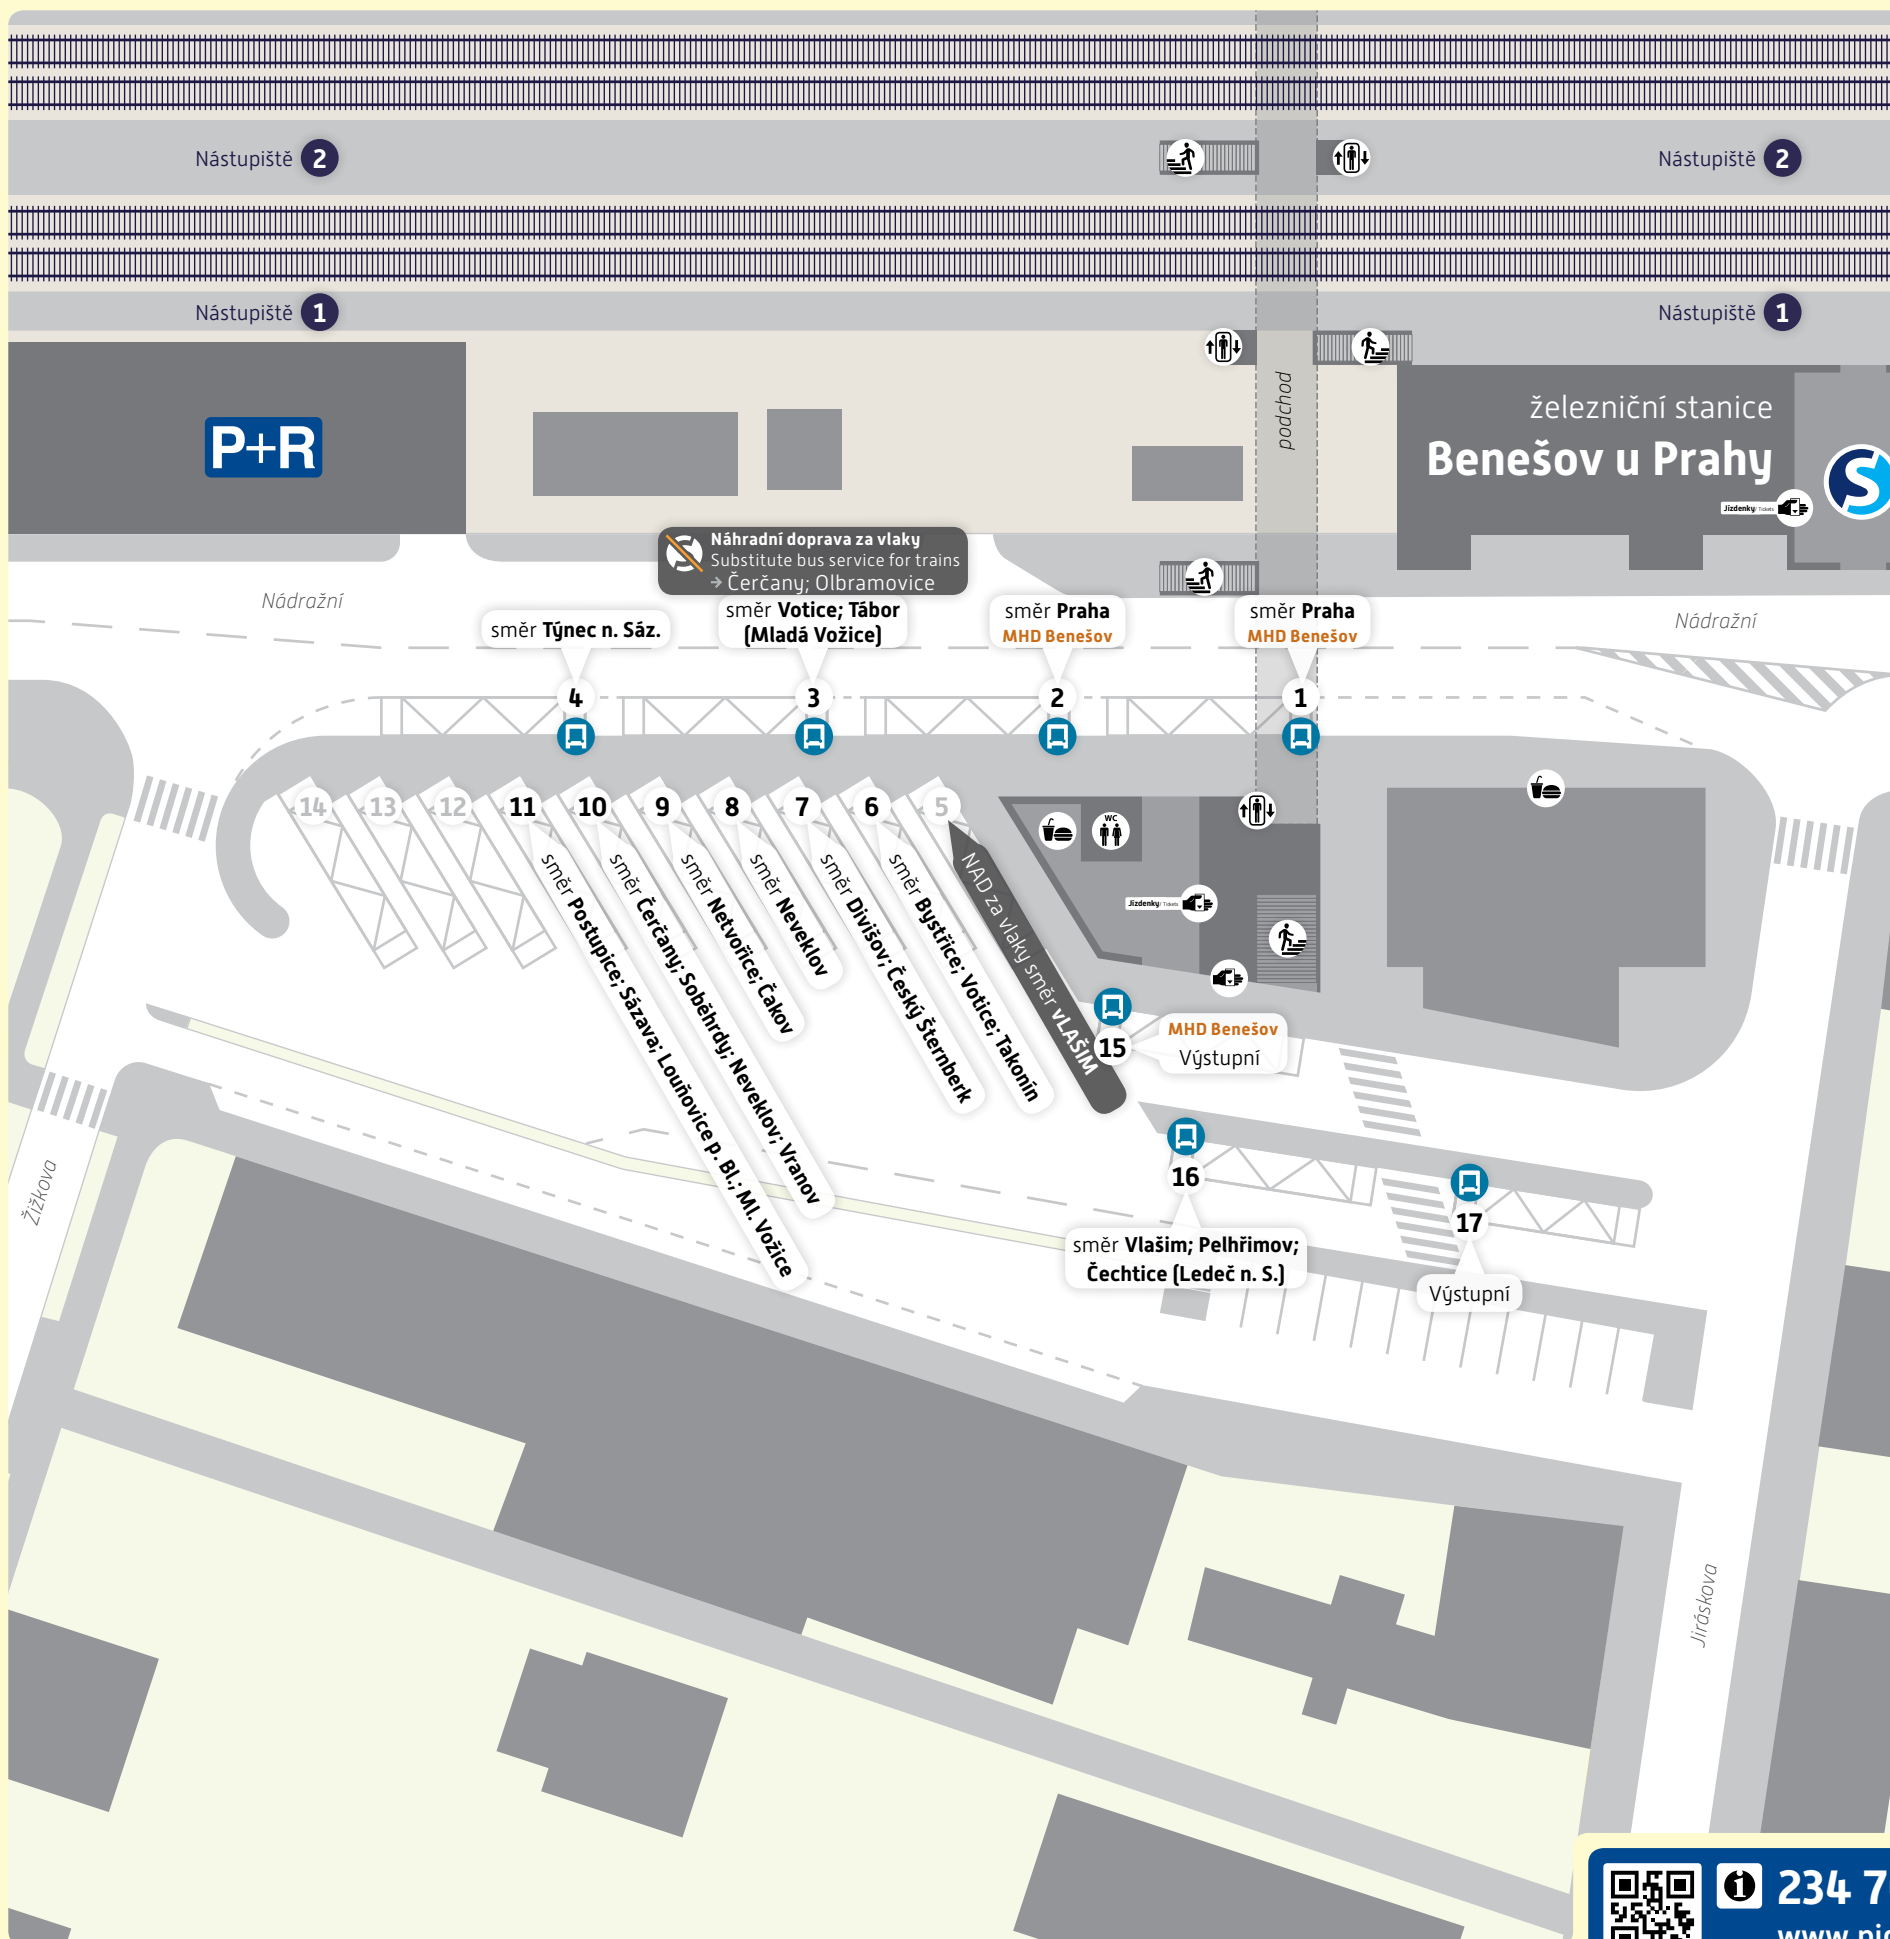 Nástupiště 2
Nástupiště 2
Nástupiště 1
Nástupiště 1
podchod
železniční stanice
Benešov u Prahy
P+R
S
Jízdenky/ Tickets
Náhradní doprava za vlaky
Substitute bus service for trains
→ Čerčany; Olbramovice
Nádražní
Nádražní
směr Týnec n. Sáz.
směr Votice; Tábor
(Mladá Vožice)
směr Praha
MHD Benešov
směr Praha
MHD Benešov
4
3
2
1
14
13
12
11
10
9
8
7
6
5
směr Postupice; Sázava; Louňovice p. Bl.; Ml. Vožice
směr Čerčany; Soběhrdy; Neveklov; Vranov
směr Netvořice; Čakov
směr Neveklov
směr Divišov; Český Šternberk
směr Bystřice; Votice; Takonín
NAD za vlaky směr vLAŠIM
WC
Jízdenky/ Tickets
15
MHD Benešov
Výstupní
16
směr Vlašim; Pelhřimov;
Čechtice (Ledeč n. S.)
17
Výstupní
Žižkova
Jiráskova
234 7